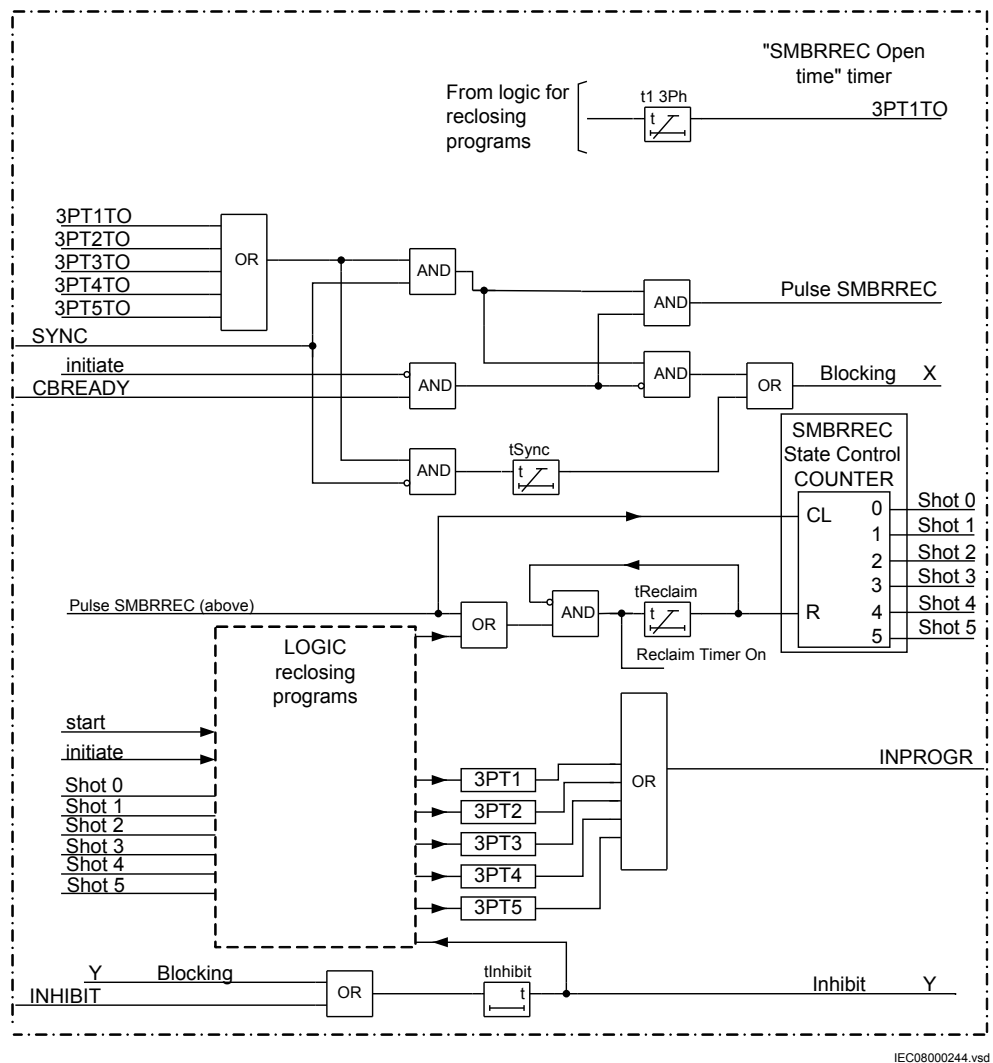 "SMBRREC Open
time" timer
From logic for
reclosing
programs
t1 3Ph
t
3PT1TO
3PT1TO
3PT2TO
3PT3TO
3PT4TO
3PT5TO
OR
AND
AND
Pulse SMBRREC
SYNC
initiate
CBREADY
AND
AND
OR
Blocking X
AND
tSync
t
SMBRREC
State Control
COUNTER
CL
R
0
1
2
3
4
5
Shot 0
Shot 1
Shot 2
Shot 3
Shot 4
Shot 5
Pulse SMBRREC (above)
OR
AND
tReclaim
t
Reclaim Timer On
LOGIC
reclosing
programs
start
initiate
Shot 0
Shot 1
Shot 2
Shot 3
Shot 4
Shot 5
3PT1
3PT2
3PT3
3PT4
3PT5
OR
INPROGR
Y Blocking
INHIBIT
OR
tInhibit
t
Inhibit Y
IEC08000244.vsd